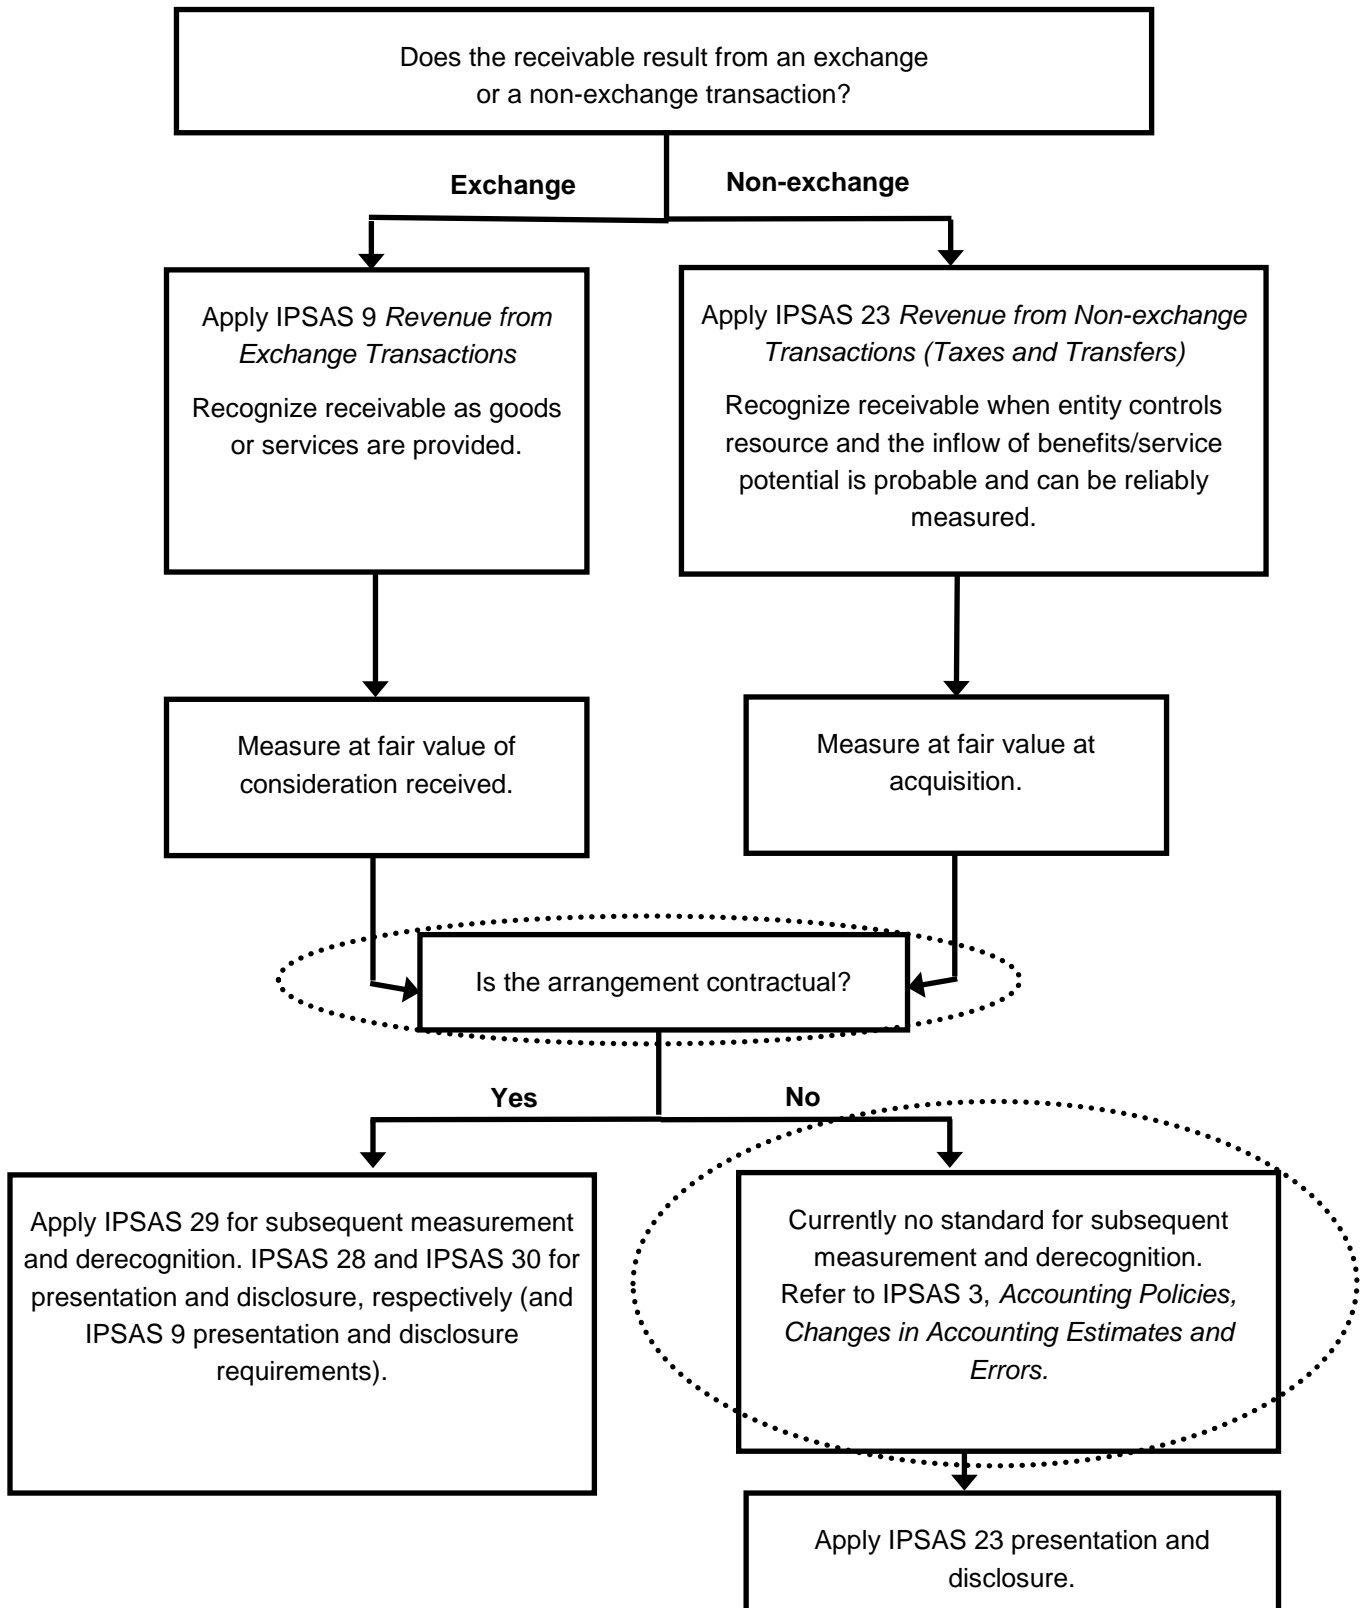 Does the receivable result from an exchange
or a non-exchange transaction?
Exchange
Non-exchange
Apply IPSAS 9 Revenue from
Exchange Transactions
Recognize receivable as goods
or services are provided.
Apply IPSAS 23 Revenue from Non-exchange
Transactions (Taxes and Transfers)
Recognize receivable when entity controls
resource and the inflow of benefits/service
potential is probable and can be reliably
measured.
Measure at fair value of
consideration received.
Measure at fair value at
acquisition.
Is the arrangement contractual?
Yes
No
Apply IPSAS 29 for subsequent measurement
and derecognition. IPSAS 28 and IPSAS 30 for
presentation and disclosure, respectively (and
IPSAS 9 presentation and disclosure
requirements).
Currently no standard for subsequent
measurement and derecognition.
Refer to IPSAS 3, Accounting Policies,
Changes in Accounting Estimates and
Errors.
Apply IPSAS 23 presentation and
disclosure.